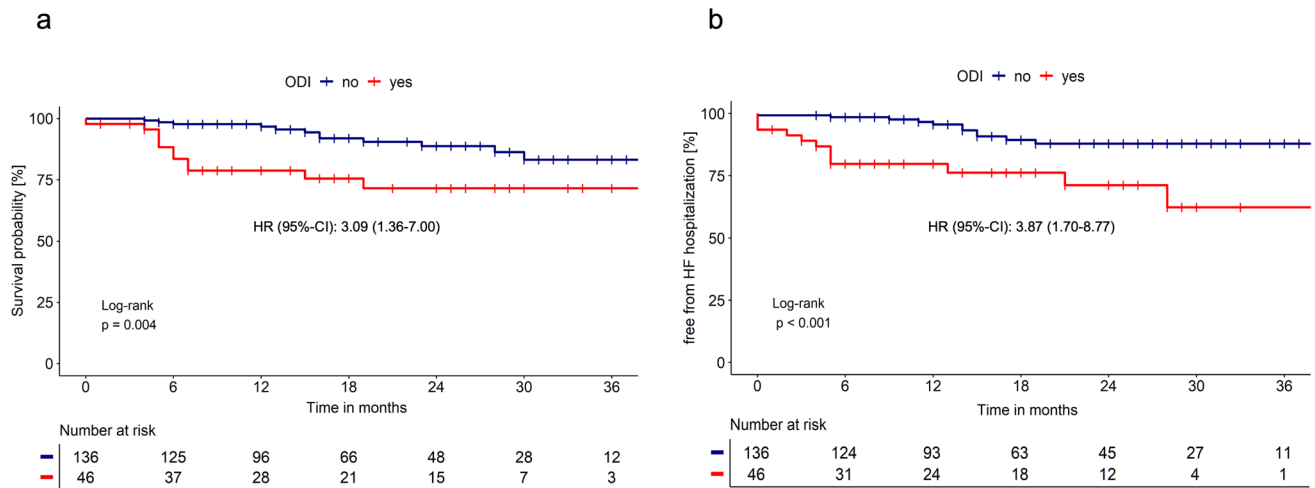 a
ODI no yes
Survival probability [%]
100
75
50
25
0
HR (95%-CI): 3.09 (1.36-7.00)
Log-rank
p = 0.004
0 6 12 18 24 30 36
Time in months
Number at risk
136 125 96 66 48 28 12
46 37 28 21 15 7 3
b
ODI no yes
free from HF hospitalization [%]
100
75
50
25
0
HR (95%-CI): 3.87 (1.70-8.77)
Log-rank
p < 0.001
0 6 12 18 24 30 36
Time in months
Number at risk
136 124 93 63 45 27 11
46 31 24 18 12 4 1